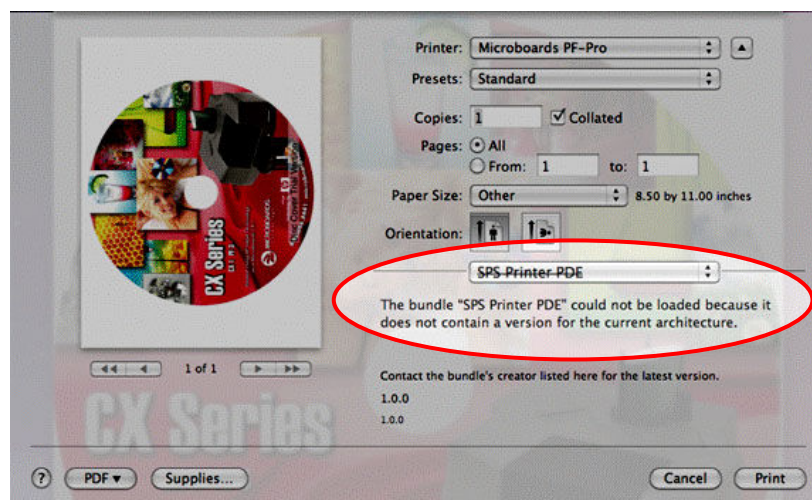 Printer: Microboards PF-Pro
Presets: Standard
Copies: 1 Collated
Pages: All
From: 1 to: 1
Paper Size: Other 8.50 by 11.00 inches
Orientation:
SPS Printer PDE
The bundle "SPS Printer PDE" could not be loaded because it
does not contain a version for the current architecture.
Contact the bundle's creator listed here for the latest version.
1.0.0
1.0.0
CX Series
MICROBOARDS
1 of 1
CX Series
? PDF Supplies... Cancel Print